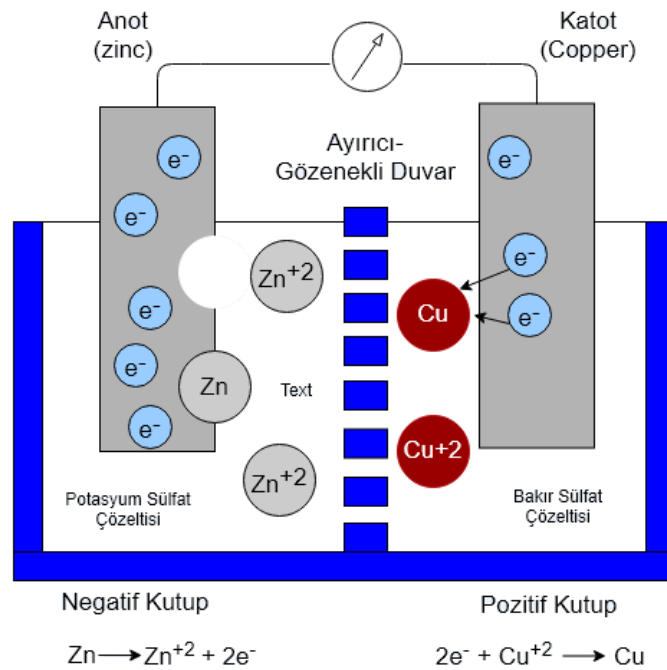 Anot
(zinc)
Katot
(Copper)
Ayırıcı-
Gözenekli Duvar
e-
e-
e-
e-
e-
e-
e-
e-
Zn+2
Cu
Zn
Text
Cu+2
Zn+2
Potasyum Sülfat
Çözeltisi
Bakır Sülfat
Çözeltisi
Negatif Kutup
Pozitif Kutup
Zn→Zn+2 + 2e-
2e- + Cu+2 → Cu